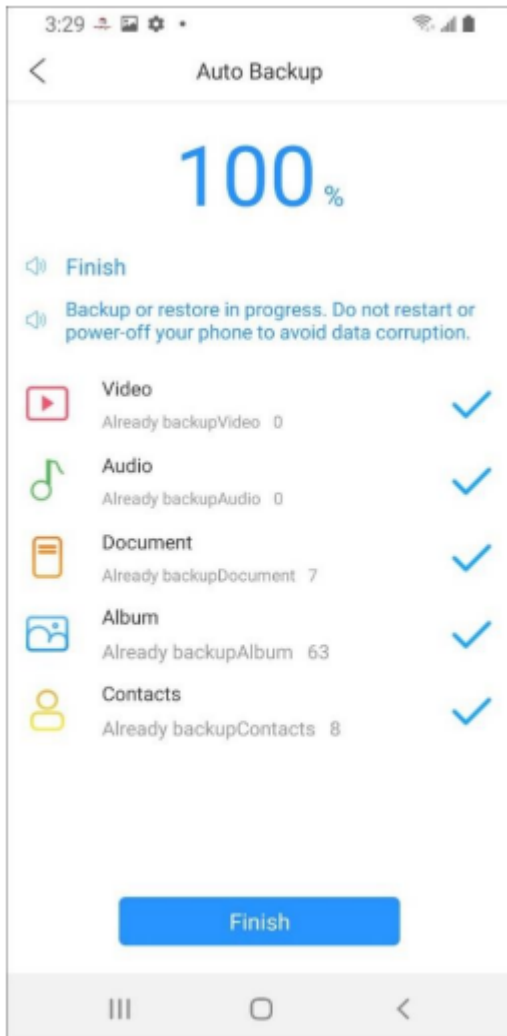 3:29
Auto Backup
100 %
Finish
Backup or restore in progress. Do not restart or
power-off your phone to avoid data corruption.
Video
Already backupVideo 0
Audio
Already backupAudio 0
Document
Already backupDocument 7
Album
Already backupAlbum 63
Contacts
Already backupContacts 8
Finish